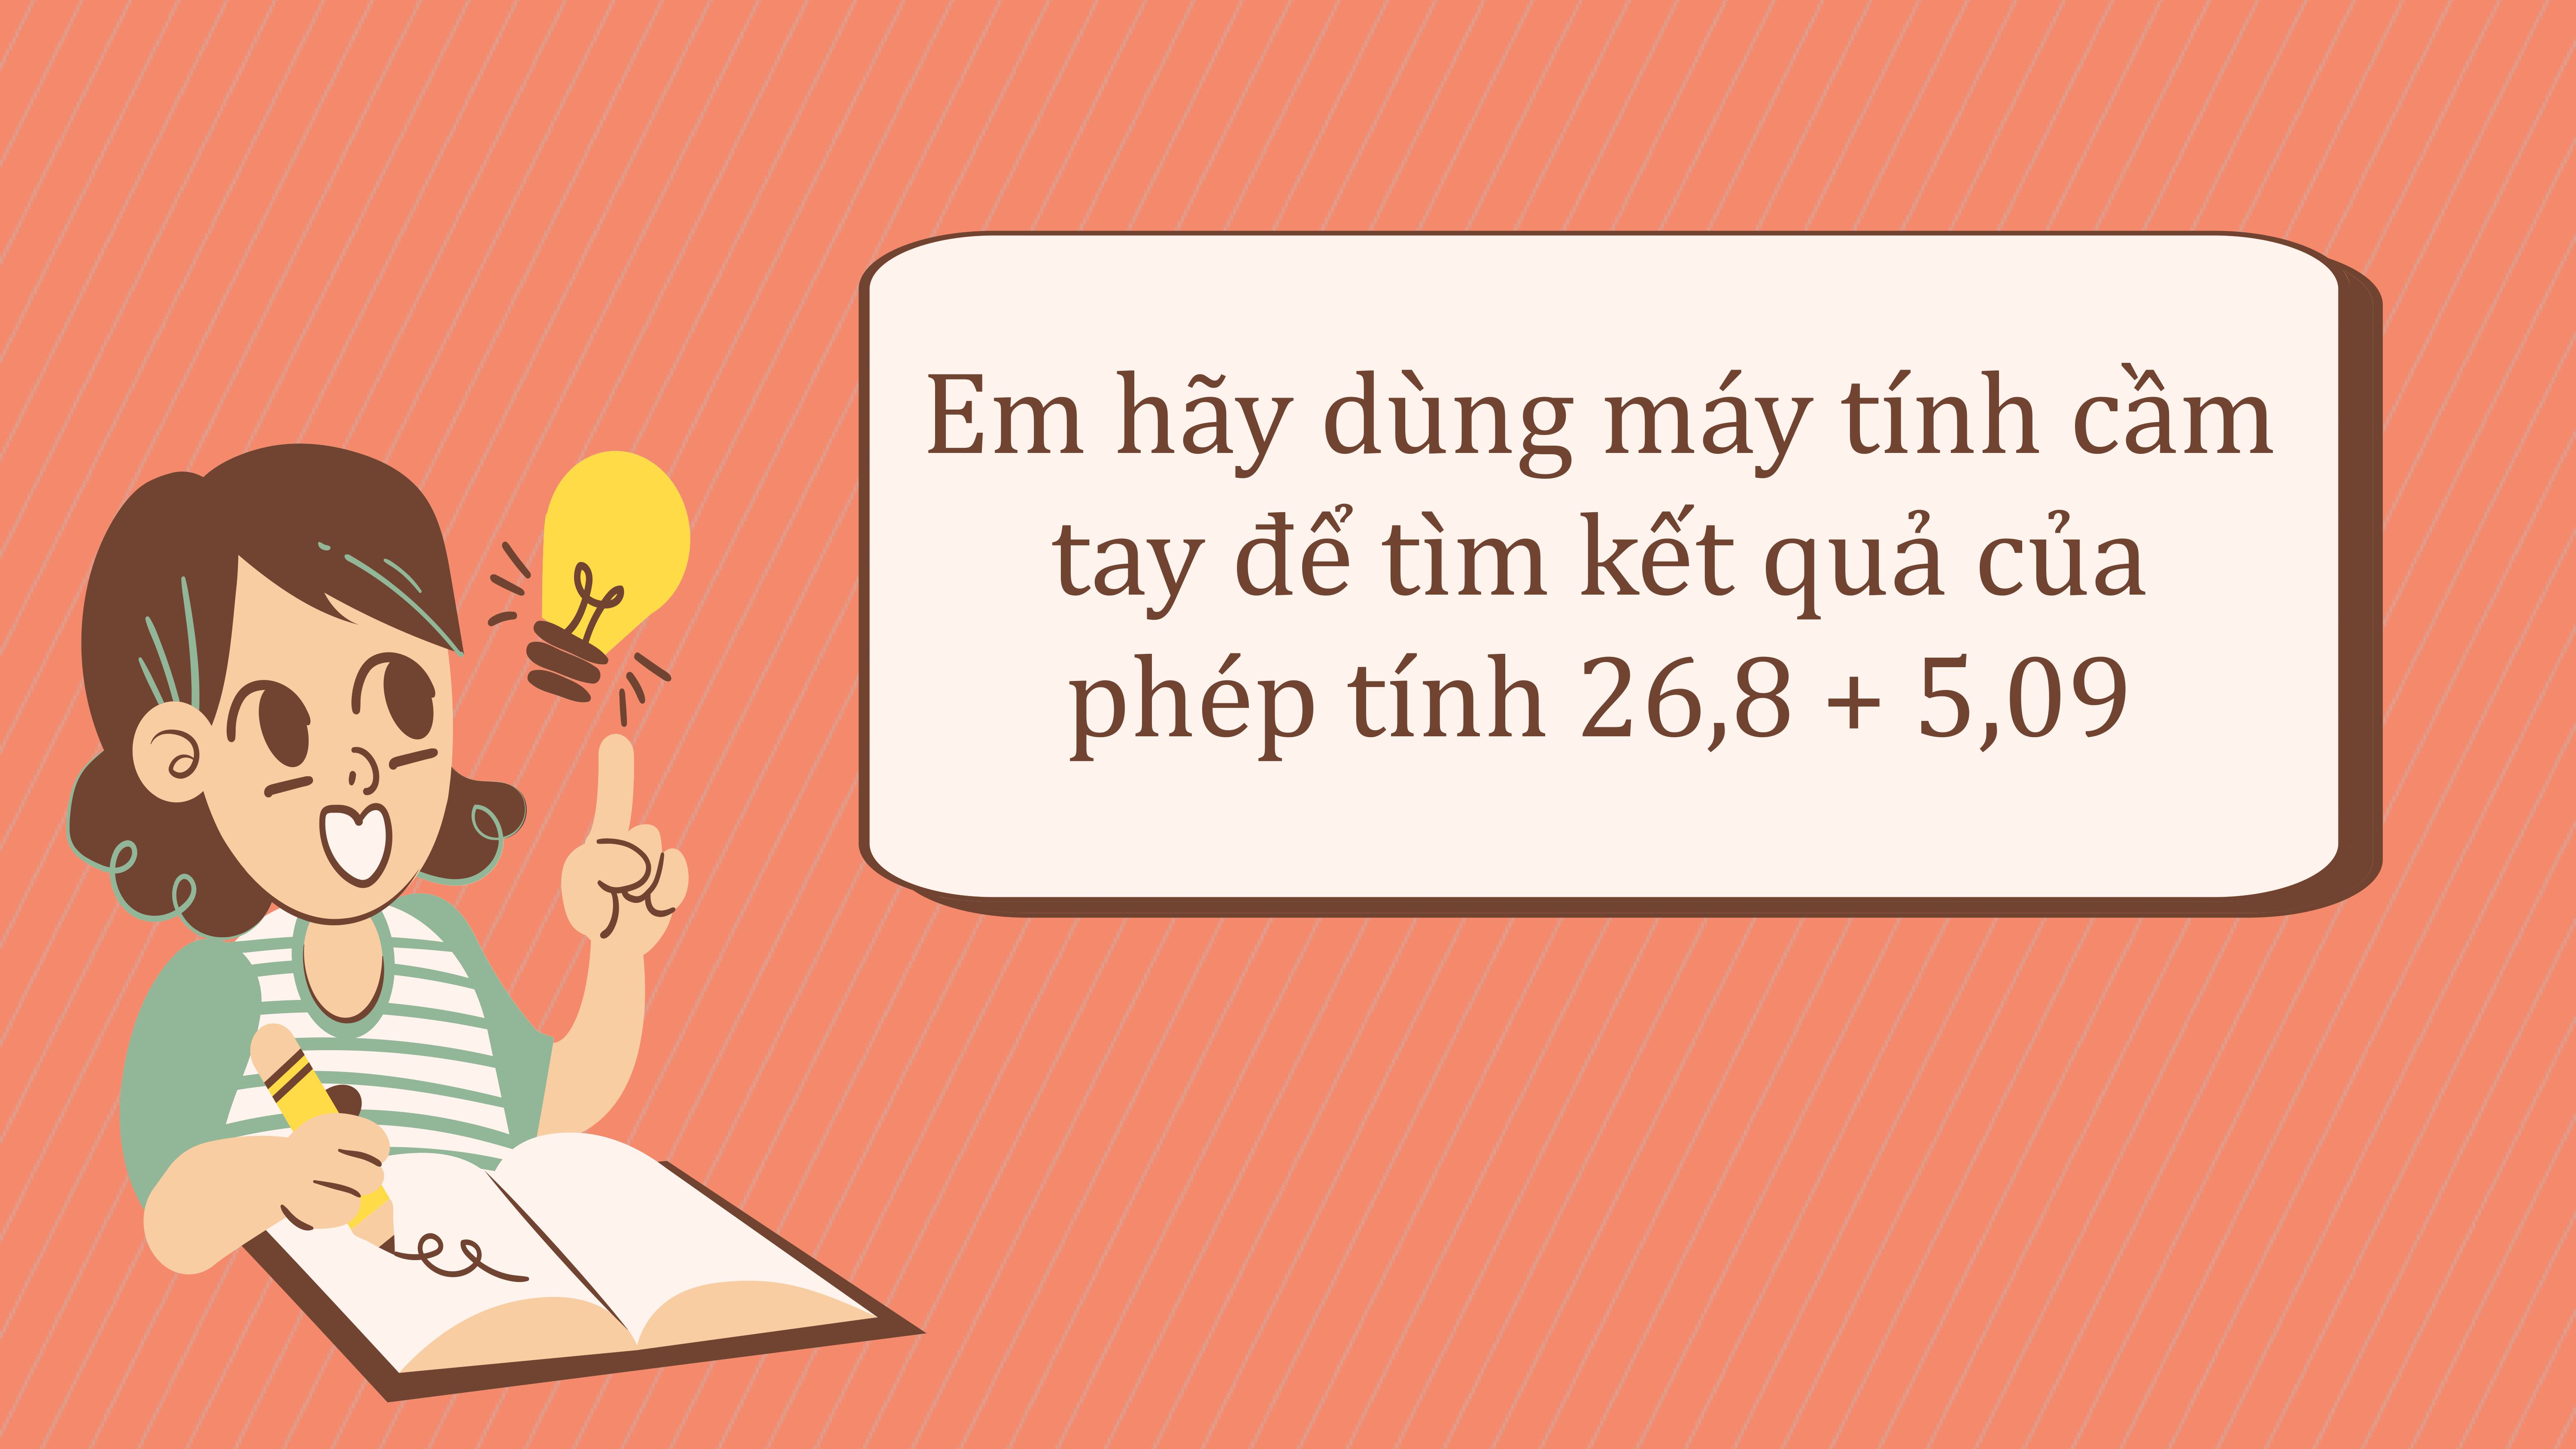 Em hãy dùng máy tính cầm
tay để tìm kết quả của
phép tính 26,8 + 5,09